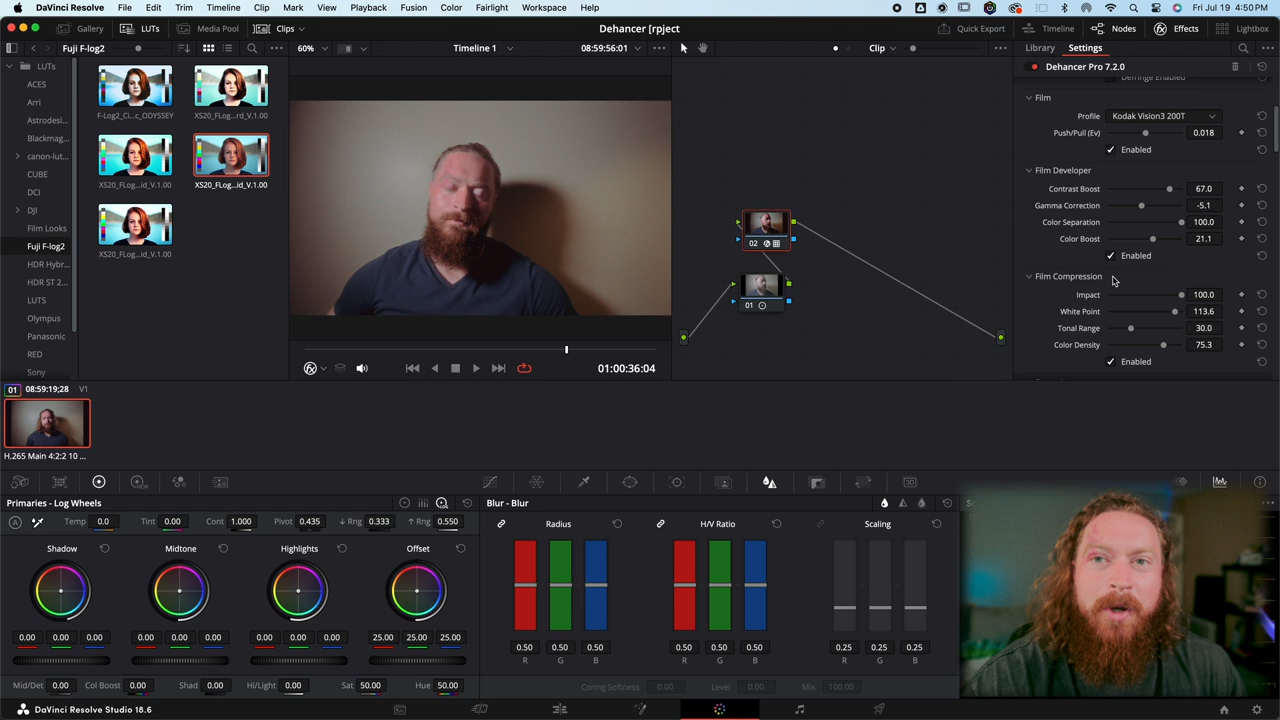 DaVinci Resolve File Edit Trim Timeline Clip Mark View Playback Fusion Color Fairlight Workspace Help Fri Jul 19 4:50 PM
Gallery LUTs Media Pool Clips Dehancer [rpject Quick Export Timeline Nodes Effects Lightbox
Fuji F-log2 60% Timeline 1 08:59:56:01 Clip Library Settings
Dehancer Pro 7.2.0
LUTs
ACES
Arri
Astrodesi...
Blackmag...
canon-lut...
CUBE
DCI
DJI
Film Looks
Fuji F-log2
HDR Hybr...
HDR ST 2...
LUTS
Olympus
Panasonic
RED
Sony
F-Log2_Ci...c_ODYSSEY
XS20_FLog...rd_V.1.00
XS20_FLog...id_V.1.00
XS20_FLog...id_V.1.00
XS20_FLog...id_V.1.00
01:00:36:04
02
01
Defringe Enabled
Film
Profile Kodak Vision3 200T
Push/Pull (Ev) 0.018
Enabled
Film Developer
Contrast Boost 67.0
Gamma Correction -5.1
Color Separation 100.0
Color Boost 21.1
Enabled
Film Compression
Impact 100.0
White Point 113.6
Tonal Range 30.0
Color Density 75.3
Enabled
01 08:59:19;28 V1
H.265 Main 4:2:2 10 ...
Primaries - Log Wheels
Temp 0.0 Tint 0.00 Cont 1.000 Pivot 0.435 ↓ Rng 0.333 ↑ Rng 0.550
Shadow Midtone Highlights Offset
0.00 0.00 0.00 0.00 0.00 0.00 0.00 0.00 0.00 25.00 25.00 25.00
Mid/Det 0.00 Col Boost 0.00 Shad 0.00 Hi/Light 0.00 Sat 50.00 Hue 50.00
Blur - Blur
Radius H/V Ratio Scaling
0.50 0.50 0.50 0.50 0.50 0.50 0.25 0.25 0.25
R G B R G B R G B
Coring Softness 0.00 Level 0.00 Mix 100.00
DaVinci Resolve Studio 18.6